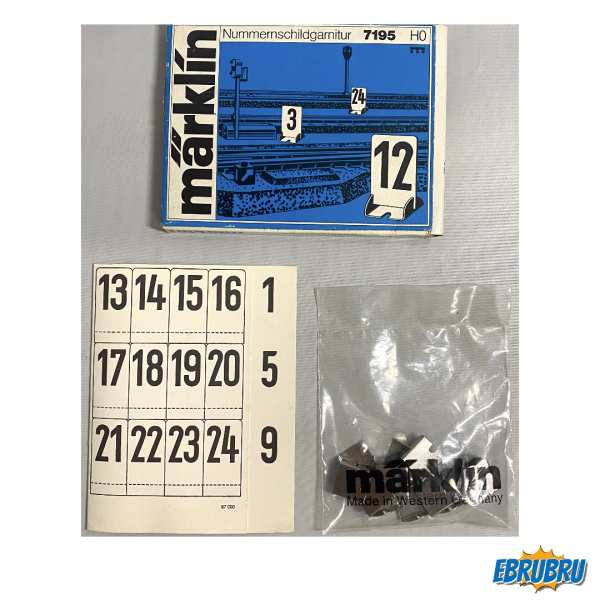 märklin
Nummernschildgarnitur 7195 H0
24
3
12
13 14 15 16 1
17 18 19 20 5
21 22 23 24 9
67 000
märklin
Made in Western Germany
EBRUBRU